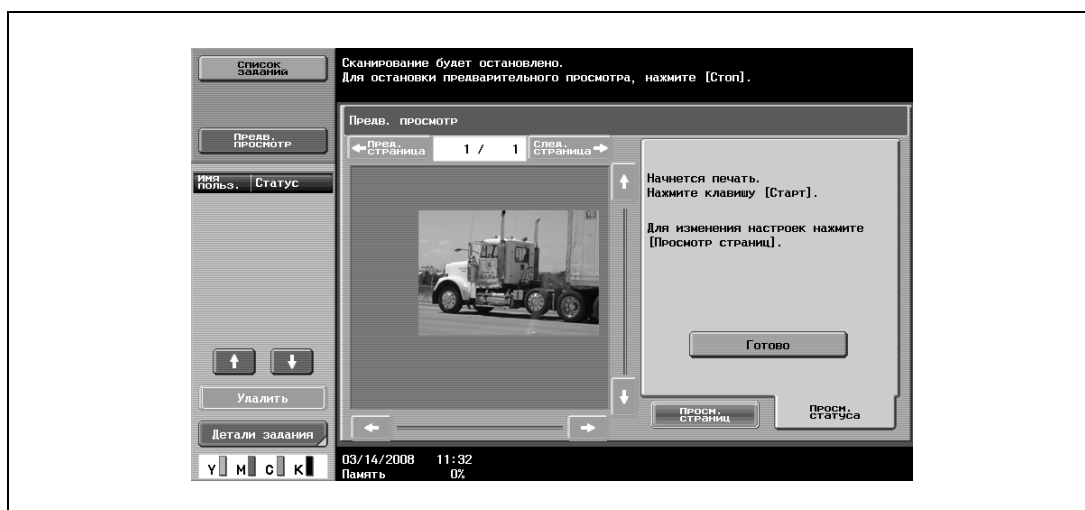 Список
заданий
Сканирование будет остановлено.
Для остановки предварительного просмотра, нажмите [Стоп].
Предв.
просмотр
Предв. просмотр
Пред.
страница
1 / 1
След.
страница
Имя
польз.
Статус
Начнется печать.
Нажмите клавишу [Старт].
Для изменения настроек нажмите
[Просмотр страниц].
Готово
Удалить
Детали задания
Просм.
страниц
Просм.
статуса
Y M C K
03/14/2008 11:32
Память 0%